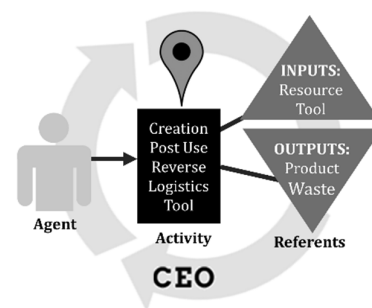 INPUTS:
Resource
Tool
Creation
Post Use
Reverse
Logistics
Tool
OUTPUTS:
Product
Waste
Agent
Activity
Referents
CEO